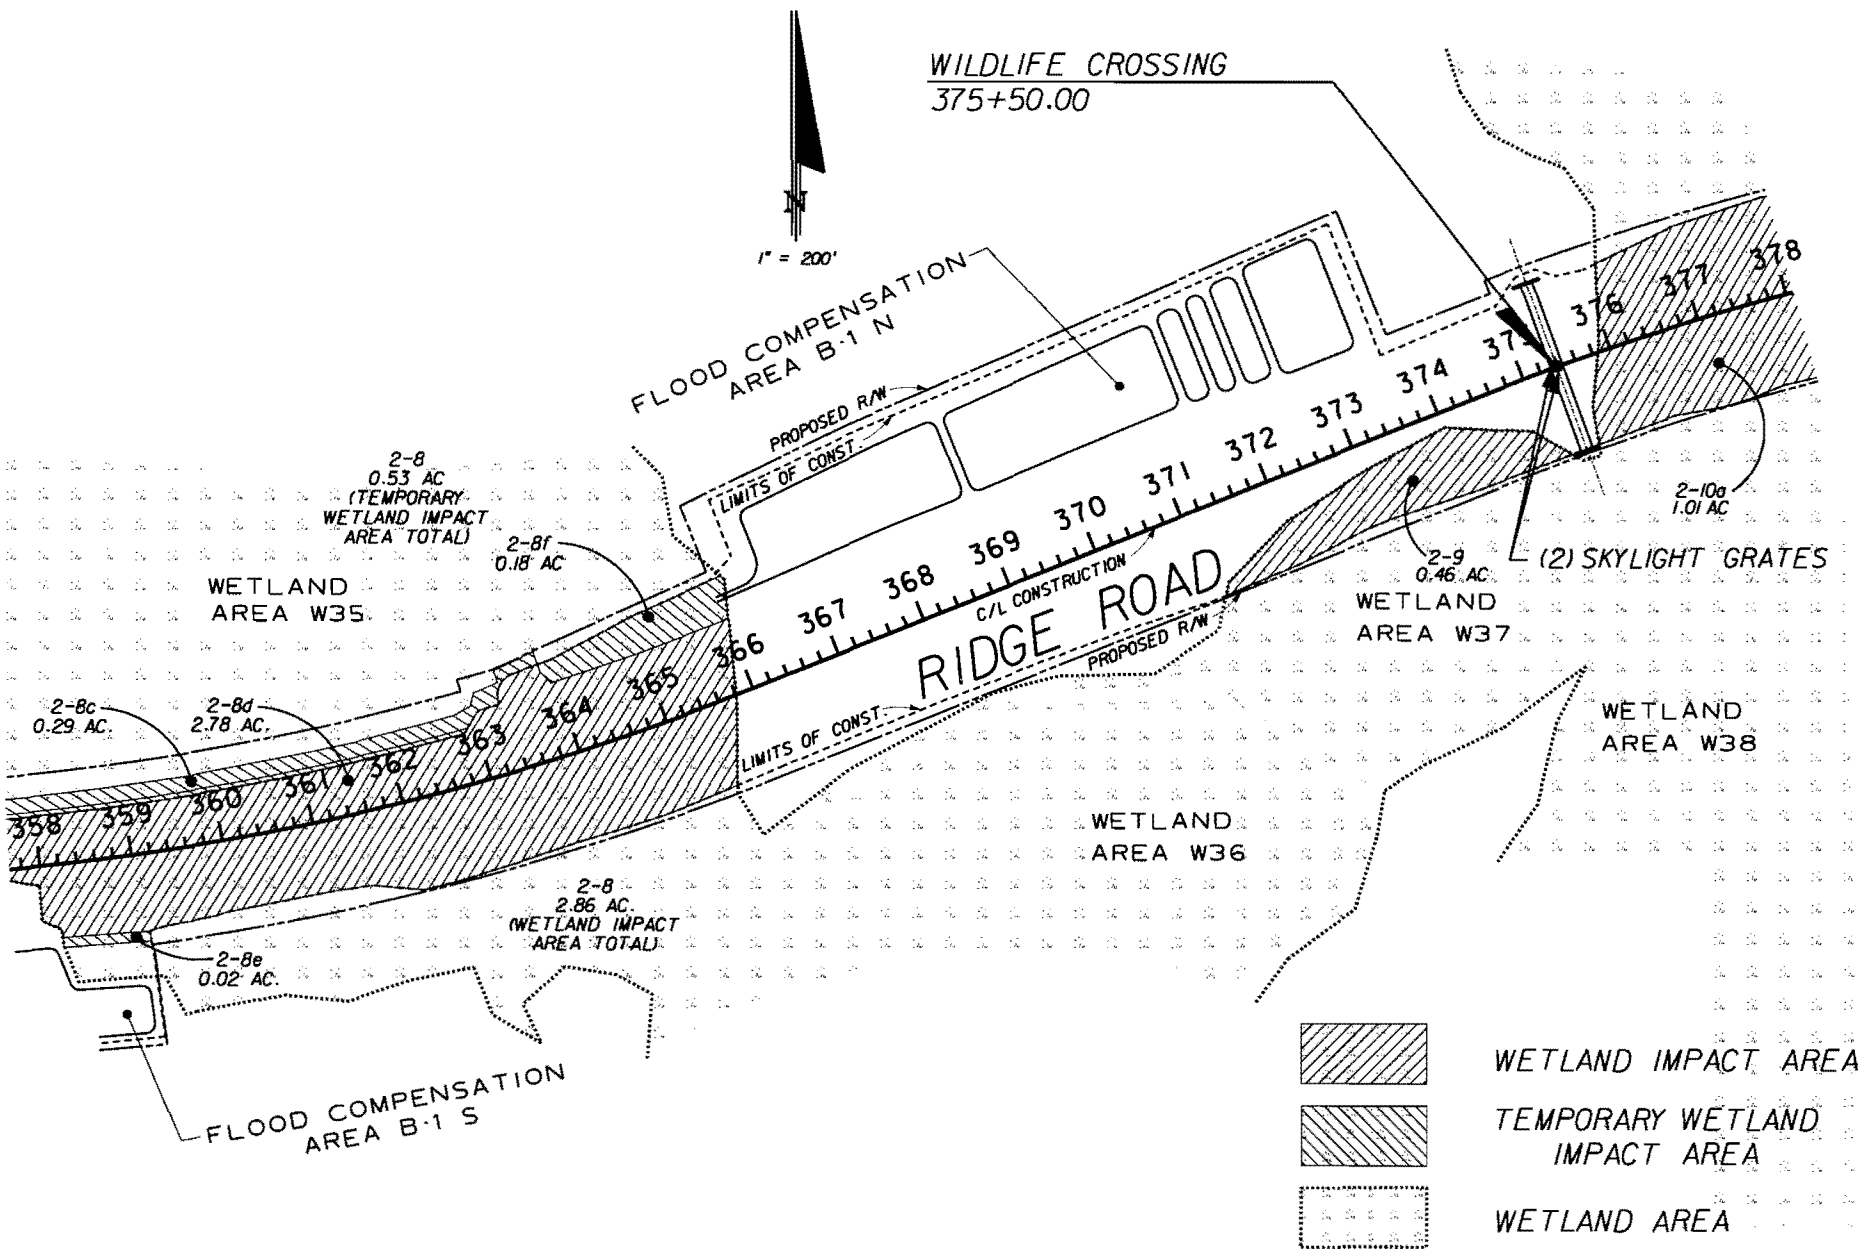 WILDLIFE CROSSING
375+50.00
N
1" = 200'
FLOOD COMPENSATION
AREA B-1 N
PROPOSED R/W
LIMITS OF CONST.
2-8
0.53 AC
(TEMPORARY
WETLAND IMPACT
AREA TOTAL)
2-8f
0.18 AC
WETLAND
AREA W35
2-8c
0.29 AC.
2-8d
2.78 AC.
358
359
360
361
362
363
364
365
366
367
368
369
370
371
372
373
374
375
376
377
378
C/L CONSTRUCTION
RIDGE ROAD
PROPOSED R/W
LIMITS OF CONST.
2-10a
1.01 AC
2-9
0.46 AC
(2) SKYLIGHT GRATES
WETLAND
AREA W37
WETLAND
AREA W38
WETLAND
AREA W36
2-8
2.86 AC.
(WETLAND IMPACT
AREA TOTAL)
2-8e
0.02 AC.
FLOOD COMPENSATION
AREA B-1 S
WETLAND IMPACT AREA
TEMPORARY WETLAND
IMPACT AREA
WETLAND AREA